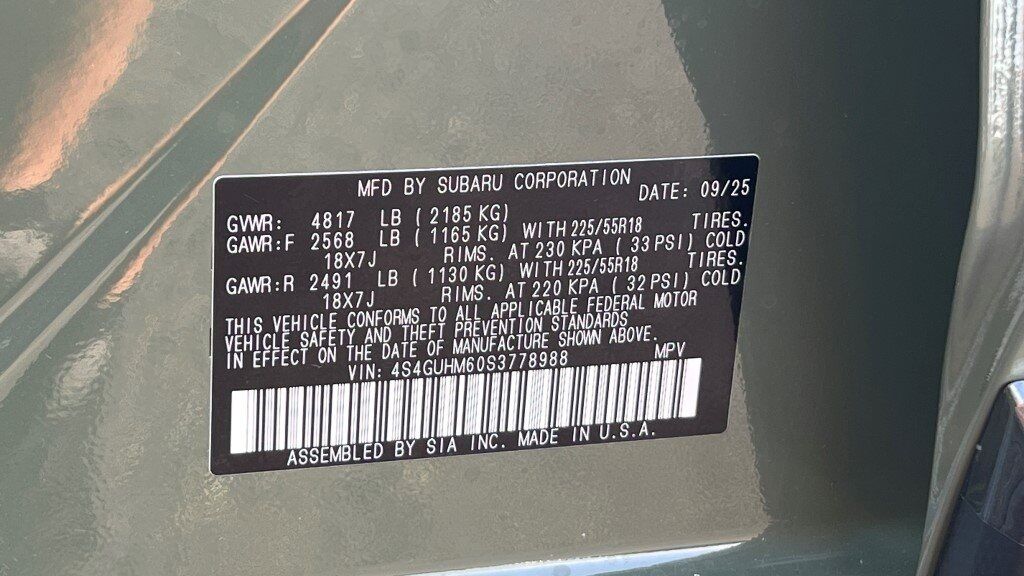 MFD BY SUBARU CORPORATION DATE: 09/25
GVWR: 4817 LB ( 2185 KG)
GAWR:F 2568 LB ( 1165 KG) WITH 225/55R18 TIRES.
18X7J RIMS. AT 230 KPA ( 33 PSI) COLD
GAWR:R 2491 LB ( 1130 KG) WITH 225/55R18 TIRES.
18X7J RIMS. AT 220 KPA ( 32 PSI) COLD
THIS VEHICLE CONFORMS TO ALL APPLICABLE FEDERAL MOTOR
VEHICLE SAFETY AND THEFT PREVENTION STANDARDS
IN EFFECT ON THE DATE OF MANUFACTURE SHOWN ABOVE.
VIN: 4S4GUHM60S3778988 MPV
ASSEMBLED BY SIA INC. MADE IN U.S.A.